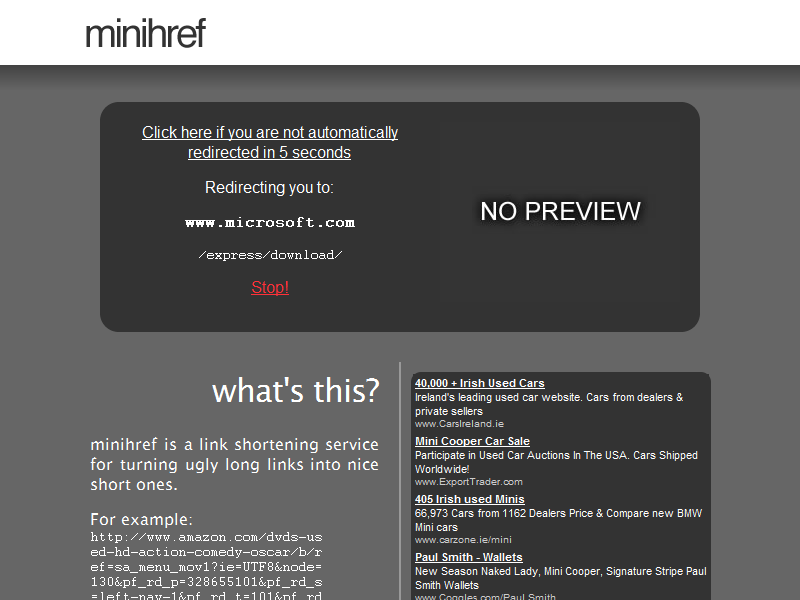 minihref
Click here if you are not automatically
redirected in 5 seconds
Redirecting you to:
www.microsoft.com
/express/download/
Stop!
NO PREVIEW
what's this?
minihref is a link shortening service
for turning ugly long links into nice
short ones.
For example:
http://www.amazon.com/dvds-us
ed-hd-action-comedy-oscar/b/r
ef=sa_menu_mov1?ie=UTF8&node=
130&pf_rd_p=328655101&pf_rd_s
=left-nav-1&pf_rd_t=101&pf_rd
40,000 + Irish Used Cars
Ireland's leading used car website. Cars from dealers &
private sellers
www.CarsIreland.ie
Mini Cooper Car Sale
Participate in Used Car Auctions In The USA. Cars Shipped
Worldwide!
www.ExportTrader.com
405 Irish used Minis
66,973 Cars from 1162 Dealers Price & Compare new BMW
Mini cars
www.carzone.ie/mini
Paul Smith - Wallets
New Season Naked Lady, Mini Cooper, Signature Stripe Paul
Smith Wallets
www.Coggles.com/Paul Smith